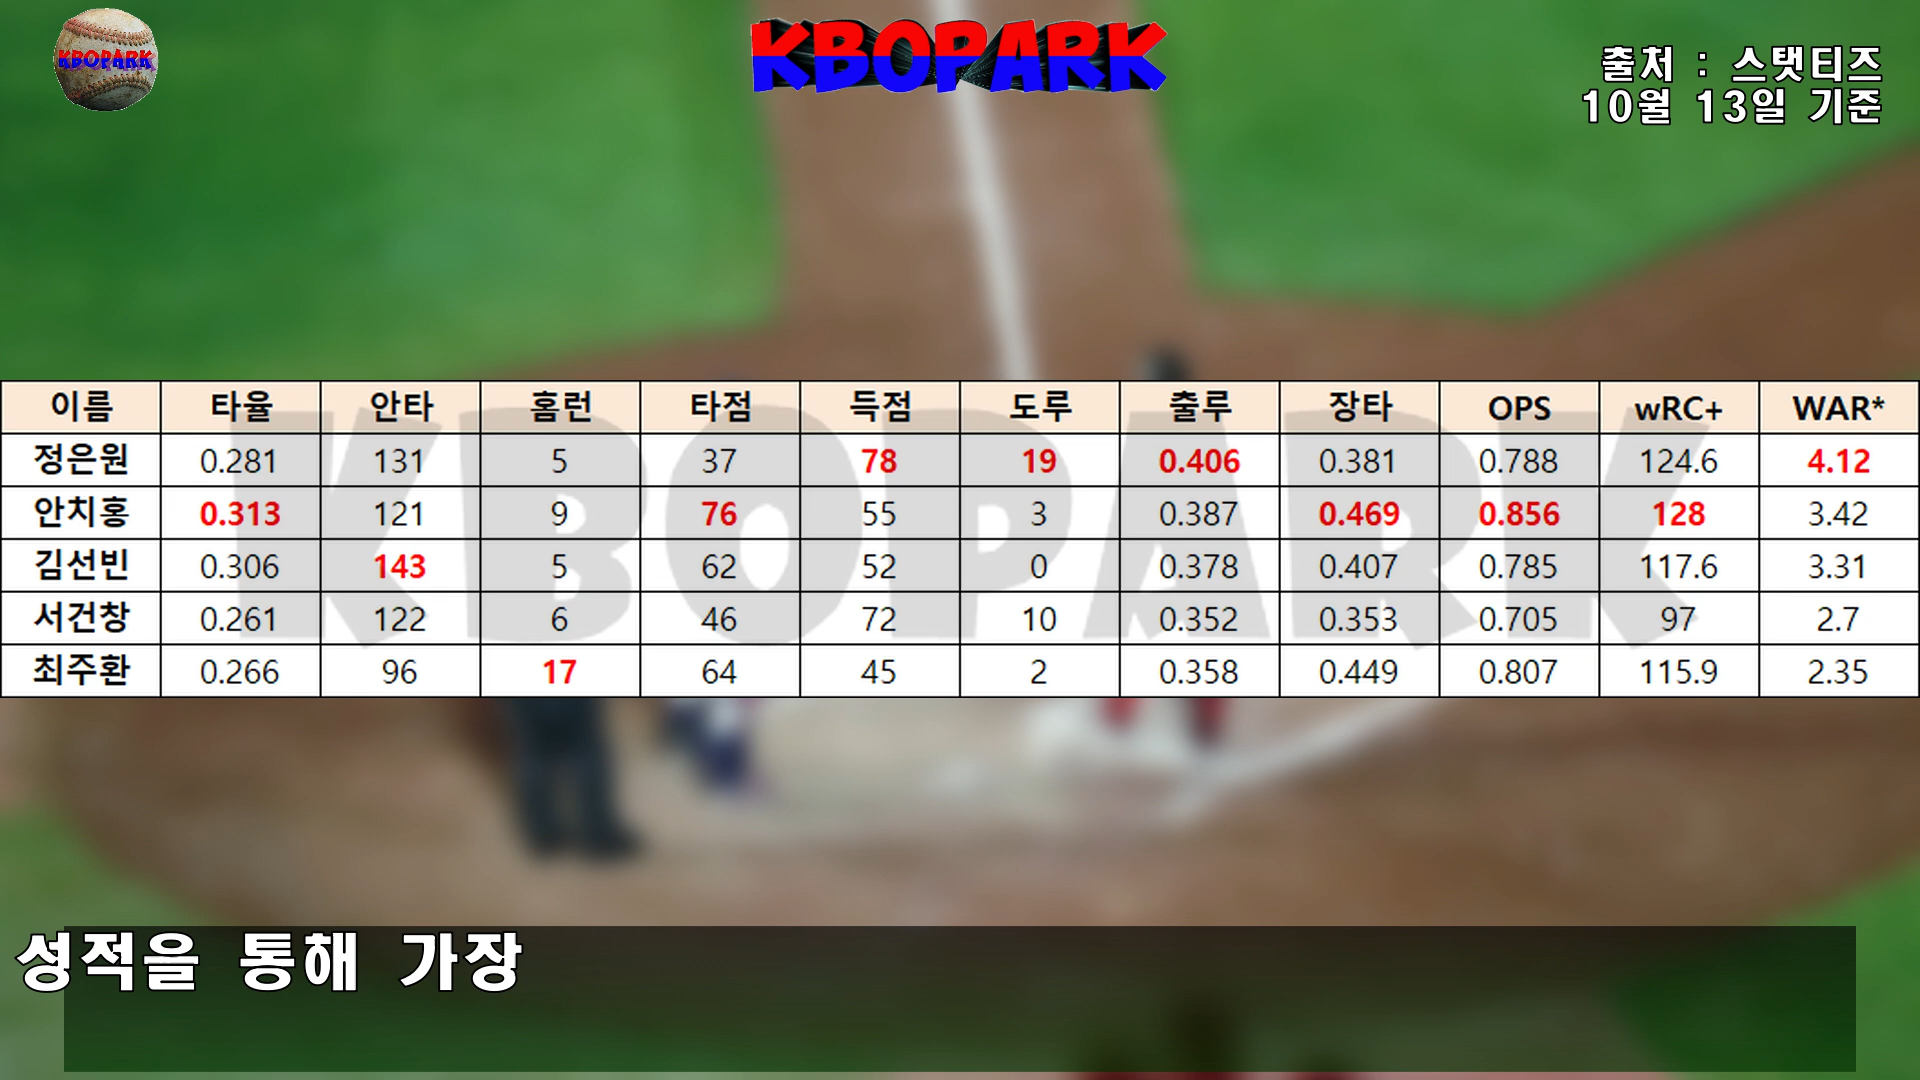 KBOPARK
KBOPARK
출처 : 스탯티즈
10월 13일 기준
이름 타율 안타 홈런 타점 득점 도루 출루 장타 OPS wRC+ WAR*
정은원 0.281 131 5 37 78 19 0.406 0.381 0.788 124.6 4.12
안치홍 0.313 121 9 76 55 3 0.387 0.469 0.856 128 3.42
김선빈 0.306 143 5 62 52 0 0.378 0.407 0.785 117.6 3.31
서건창 0.261 122 6 46 72 10 0.352 0.353 0.705 97 2.7
최주환 0.266 96 17 64 45 2 0.358 0.449 0.807 115.9 2.35
KBOPARK
성적을 통해 가장